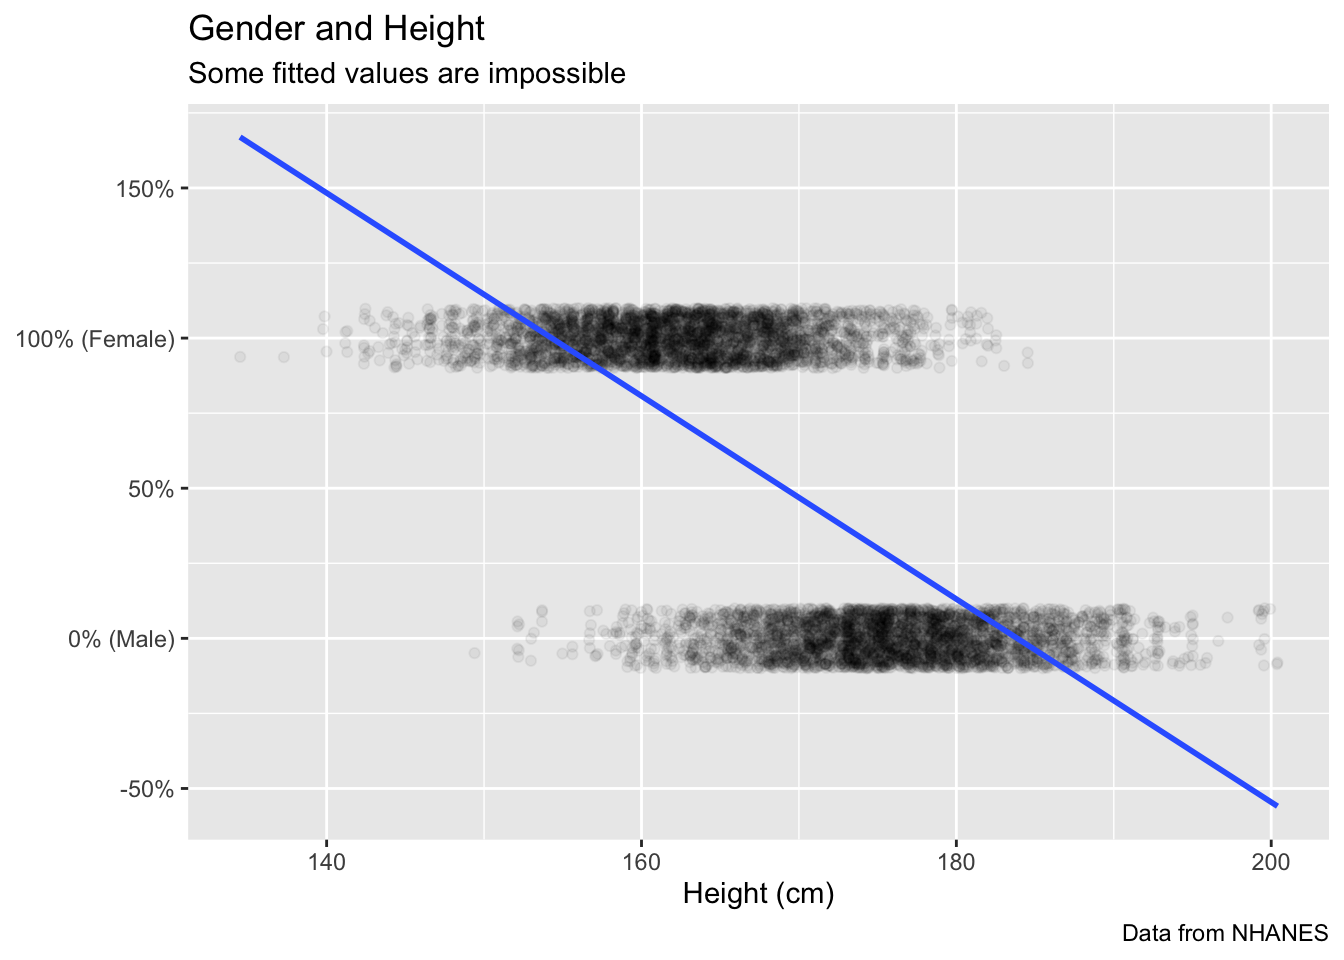 Gender and Height
Some fitted values are impossible
150%
100% (Female)
50%
0% (Male)
-50%
140
160
180
200
Height (cm)
Data from NHANES